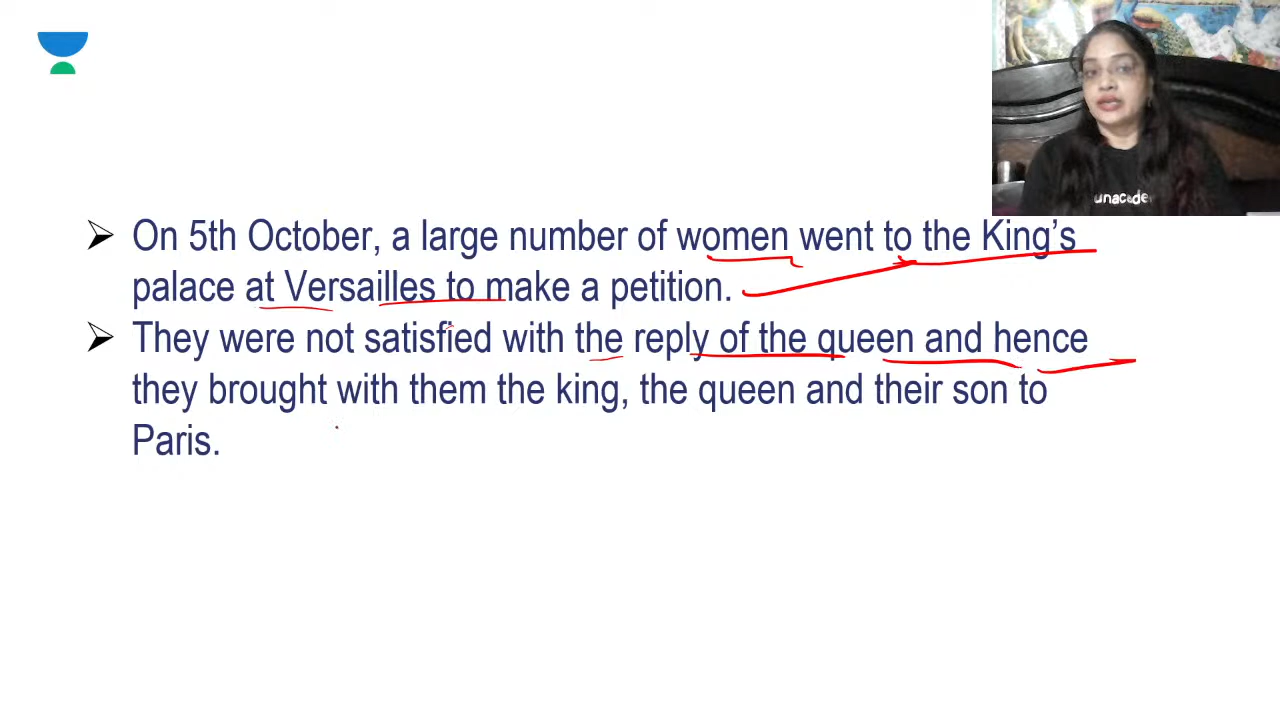 unacade
On 5th October, a large number of women went to the King’s
palace at Versailles to make a petition.
They were not satisfied with the reply of the queen and hence
they brought with them the king, the queen and their son to
Paris.